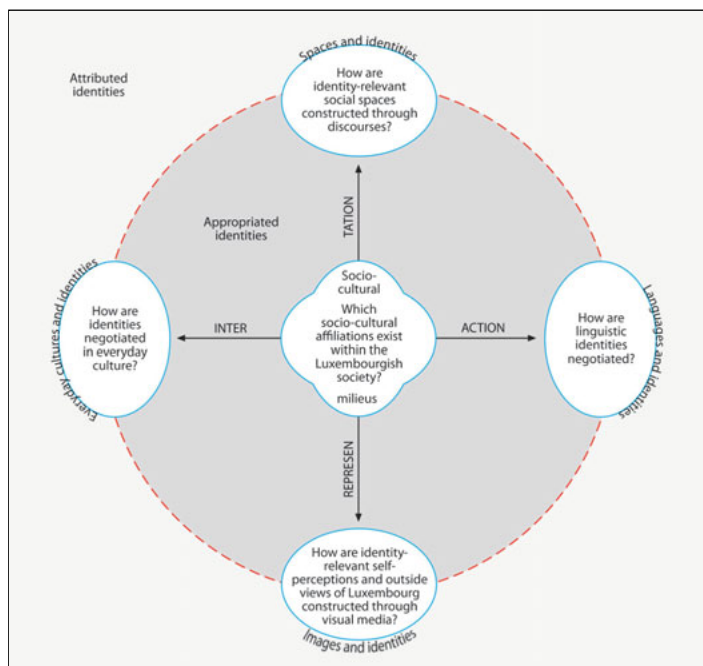 Spaces and identities
Attributed
identities
How are
identity-relevant
social spaces
constructed through
discourses?
Appropriated
identities
TATION
Everyday cultures and identities
How are
identities
negotiated
in everyday
culture?
INTER
Socio-
cultural
Which
socio-cultural
affiliations exist
within the
Luxembourgish
society?
milieus
ACTION
How are
linguistic
identities
negotiated?
Languages and identities
REPRESEN
How are identity-
relevant self-
perceptions and outside
views of Luxembourg
constructed through
visual media?
Images and identities